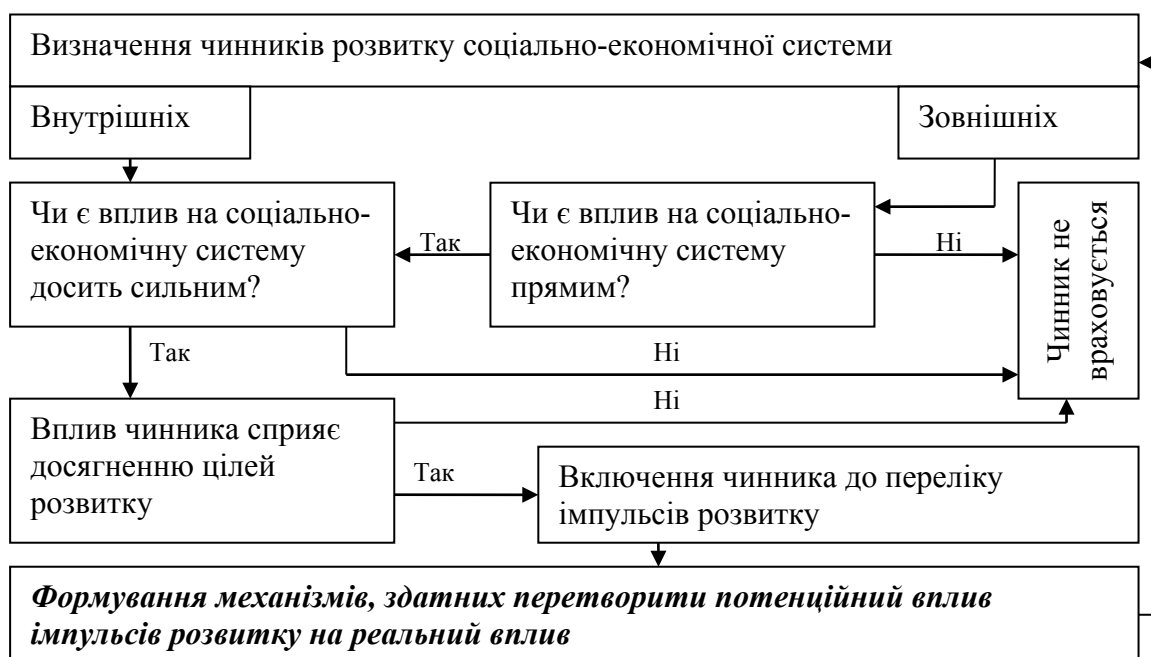 Визначення чинників розвитку соціально-економічної системи
Внутрішніх
Зовнішніх
Чи є вплив на соціально-
економічну систему
досить сильним?
Так
Чи є вплив на соціально-
економічну систему
прямим?
Ні
Чинник не
враховується
Так
Ні
Ні
Вплив чинника сприяє
досягненню цілей
розвитку
Так
Включення чинника до переліку
імпульсів розвитку
Формування механізмів, здатних перетворити потенційний вплив
імпульсів розвитку на реальний вплив